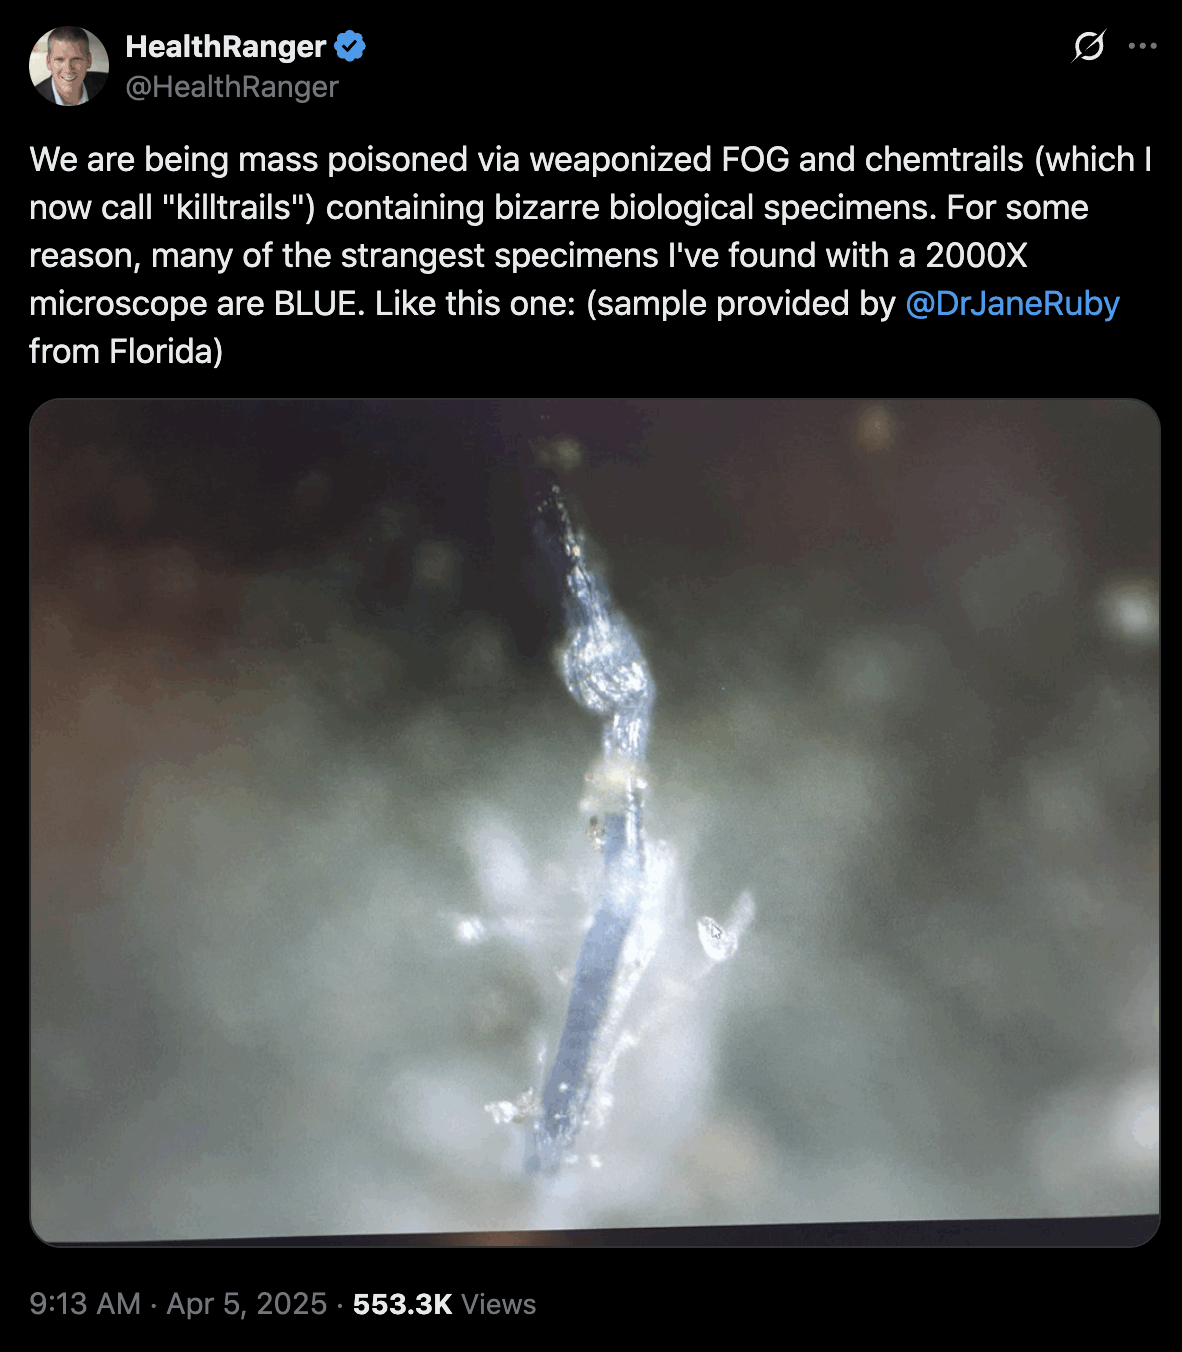 HealthRanger
@HealthRanger
We are being mass poisoned via weaponized FOG and chemtrails (which I
now call "killtrails") containing bizarre biological specimens. For some
reason, many of the strangest specimens I've found with a 2000X
microscope are BLUE. Like this one: (sample provided by @DrJaneRuby
from Florida)
9:13 AM · Apr 5, 2025 · 553.3K Views